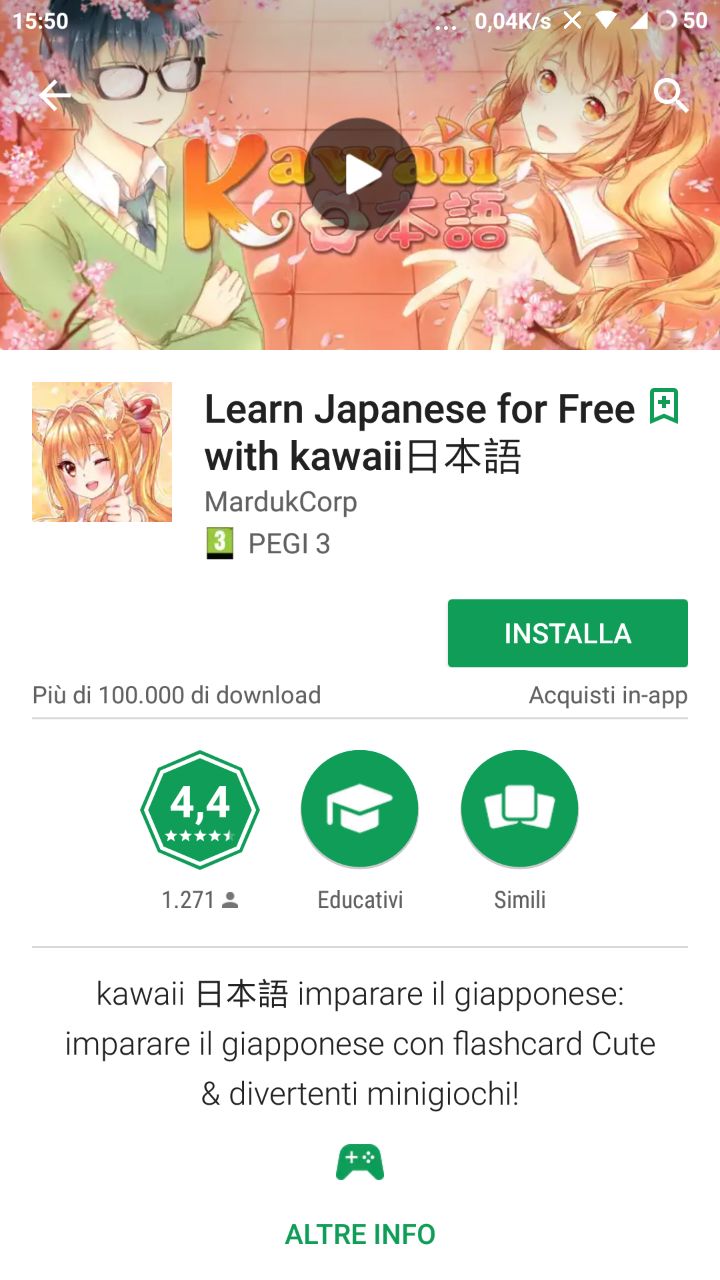 15:50 ... 0,04K/s 50
Kawaii
日本語
Learn Japanese for Free
with kawaii日本語
MardukCorp
3 PEGI 3
INSTALLA
Più di 100.000 di download Acquisti in-app
4,4
1.271 Educativi Simili
kawaii 日本語 imparare il giapponese:
imparare il giapponese con flashcard Cute
& divertenti minigiochi!
ALTRE INFO